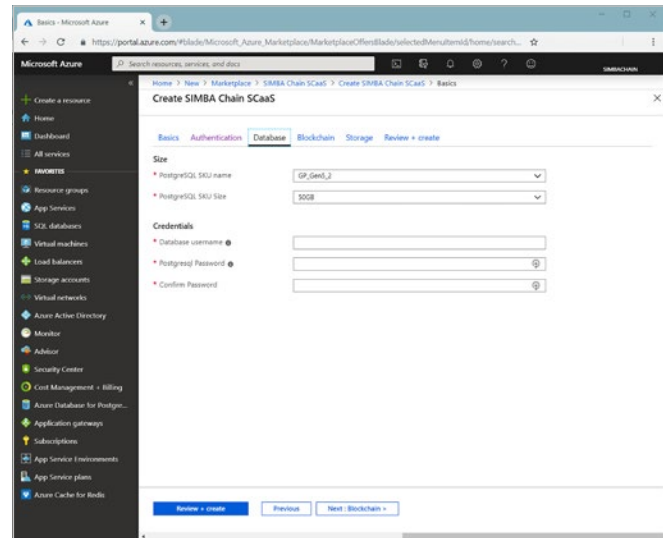 Basics - Microsoft Azure
https://portal.azure.com/#blade/Microsoft_Azure_Marketplace/MarketplaceOffersBlade/selectedMenuItemId/home/search...
Microsoft Azure
Search resources, services, and docs
SIMBACHAIN
Home > New > Marketplace > SIMBA Chain SCaaS > Create SIMBA Chain SCaaS > Basics
Create SIMBA Chain SCaaS
Create a resource
Home
Dashboard
All services
FAVORITES
Resource groups
App Services
SQL databases
Virtual machines
Load balancers
Storage accounts
Virtual networks
Azure Active Directory
Monitor
Advisor
Security Center
Cost Management + Billing
Azure Database for Postgre...
Application gateways
Subscriptions
App Service Environments
App Service plans
Azure Cache for Redis
Basics Authentication Database Blockchain Storage Review + create
Size
* PostgreSQL SKU name GP_Gen5_2
* PostgreSQL SKU Size 50GB
Credentials
* Database username
* Postgresql Password
* Confirm Password
Review + create Previous Next : Blockchain >